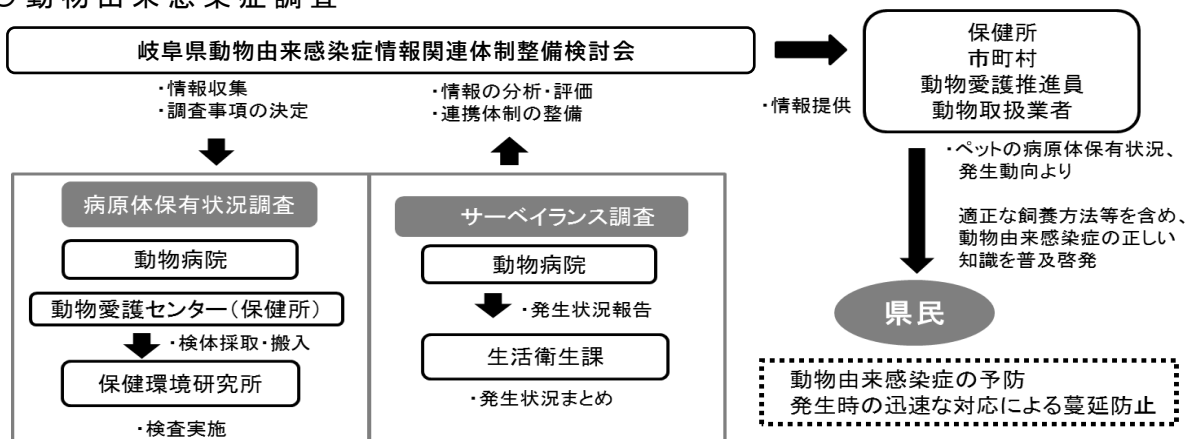 動物由来感染症調査
岐阜県動物由来感染症情報関連体制整備検討会
・情報収集
・調査事項の決定
・情報の分析・評価
・連携体制の整備
・情報提供
保健所
市町村
動物愛護推進員
動物取扱業者
病原体保有状況調査
動物病院
動物愛護センター（保健所）
・検体採取・搬入
保健環境研究所
・検査実施
サーベイランス調査
動物病院
・発生状況報告
生活衛生課
・発生状況まとめ
・ペットの病原体保有状況、
発生動向より
適正な飼養方法等を含め、
動物由来感染症の正しい
知識を普及啓発
県民
動物由来感染症の予防
発生時の迅速な対応による蔓延防止